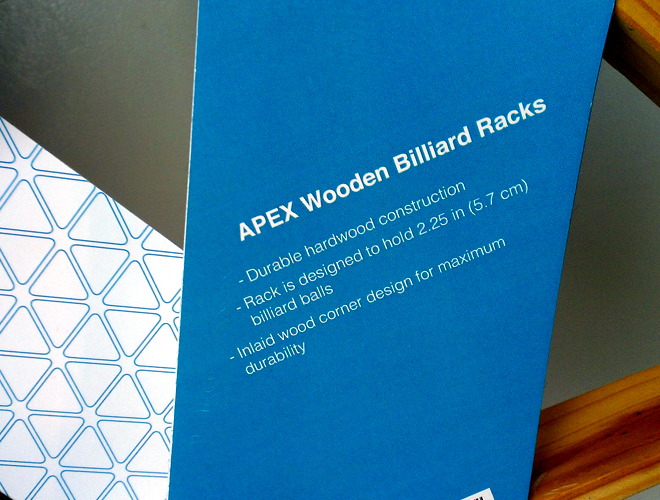 APEX Wooden Billiard Racks
- Durable hardwood construction
- Rack is designed to hold 2.25 in (5.7 cm)
billiard balls
- Inlaid wood corner design for maximum
durability